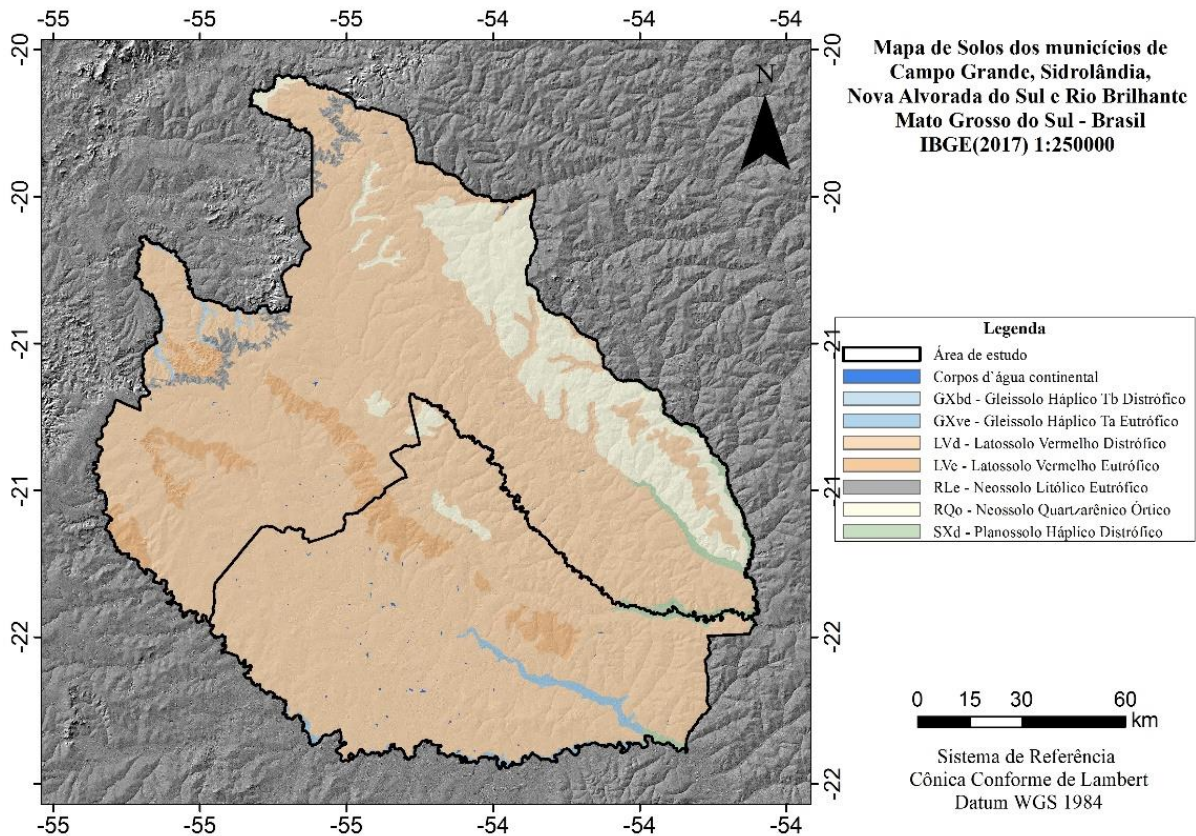 -55 -55 -55 -54 -54 -54
-20 -20
-20 -20
-21 -21
-21 -21
-22 -22
-55 -55 -55 -54 -54 -54
N
Mapa de Solos dos municícios de
Campo Grande, Sidrolândia,
Nova Alvorada do Sul e Rio Brilhante
Mato Grosso do Sul - Brasil
IBGE(2017) 1:250000
Legenda
Área de estudo
Corpos d'água continental
GXbd - Gleissolo Háplico Tb Distrófico
GXve - Gleissolo Háplico Ta Eutrófico
LVd - Latossolo Vermelho Distrófico
LVe - Latossolo Vermelho Eutrófico
RLe - Neossolo Litólico Eutrófico
RQo - Neossolo Quartzarênico Órtico
SXd - Planossolo Háplico Distrófico
0 15 30 60
km
Sistema de Referência
Cônica Conforme de Lambert
Datum WGS 1984